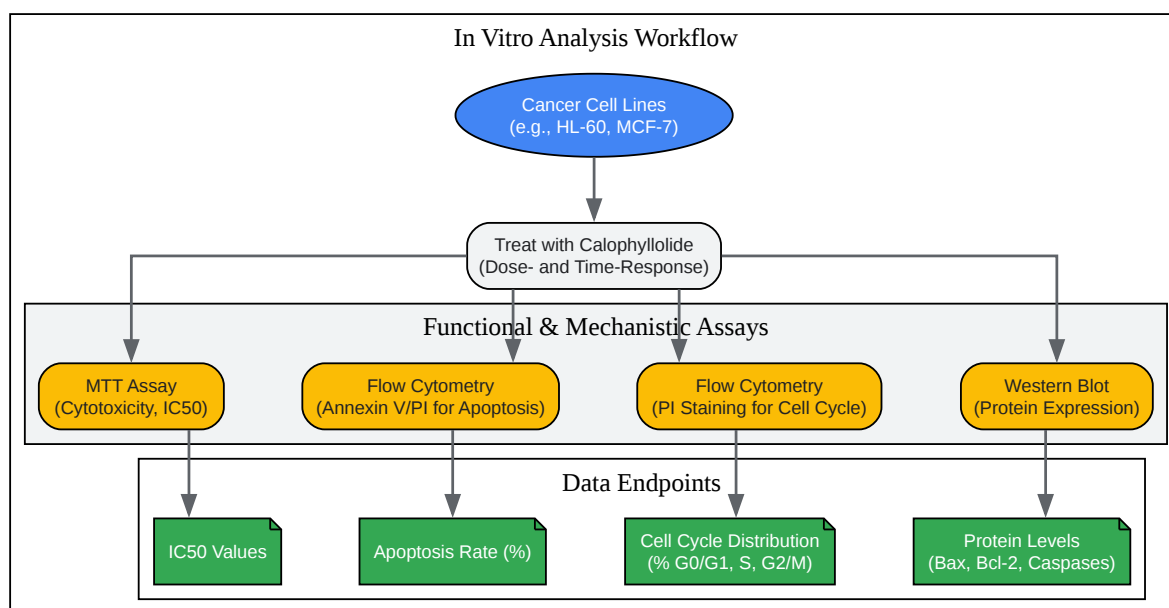 In Vitro Analysis Workflow
Cancer Cell Lines
(e.g., HL-60, MCF-7)
Treat with Calophyllolide
(Dose- and Time-Response)
Functional & Mechanistic Assays
MTT Assay
(Cytotoxicity, IC50)
Flow Cytometry
(Annexin V/PI for Apoptosis)
Flow Cytometry
(PI Staining for Cell Cycle)
Western Blot
(Protein Expression)
Data Endpoints
IC50 Values
Apoptosis Rate (%)
Cell Cycle Distribution
(% G0/G1, S, G2/M)
Protein Levels
(Bax, Bcl-2, Caspases)